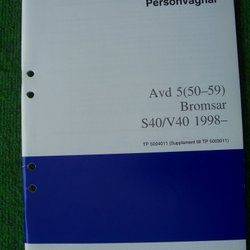 Personvagnar
Avd 5(50–59)
Bromsar
S40/V40 1998–
TP 5004011 (Supplement till TP 5003011)